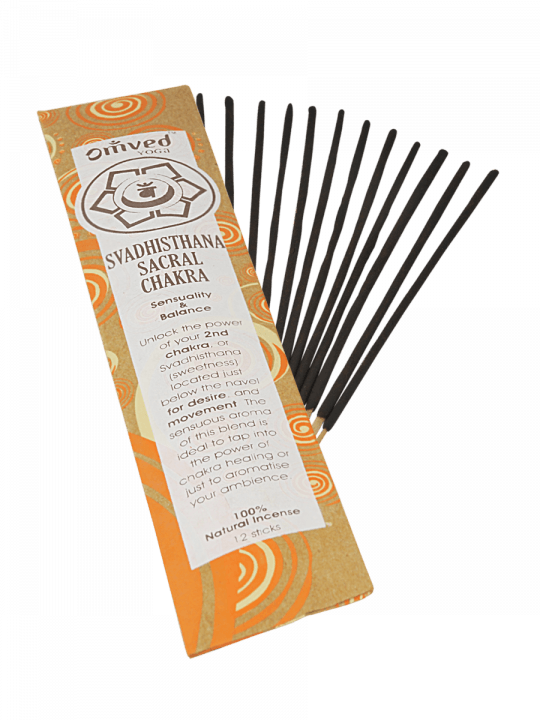 omved™
YOGA
वं
SVADHISTHANA
SACRAL
CHAKRA
Sensuality
&
Balance
Unlock the power
of your 2nd
chakra, or
Svadhisthana
(sweetness)
located just
below the navel
for desire, and
movement. The
sensuous aroma
of this blend is
ideal to tap into
the power of
chakra healing or
just to aromatise
your ambience
100%
Natural Incense
12 sticks